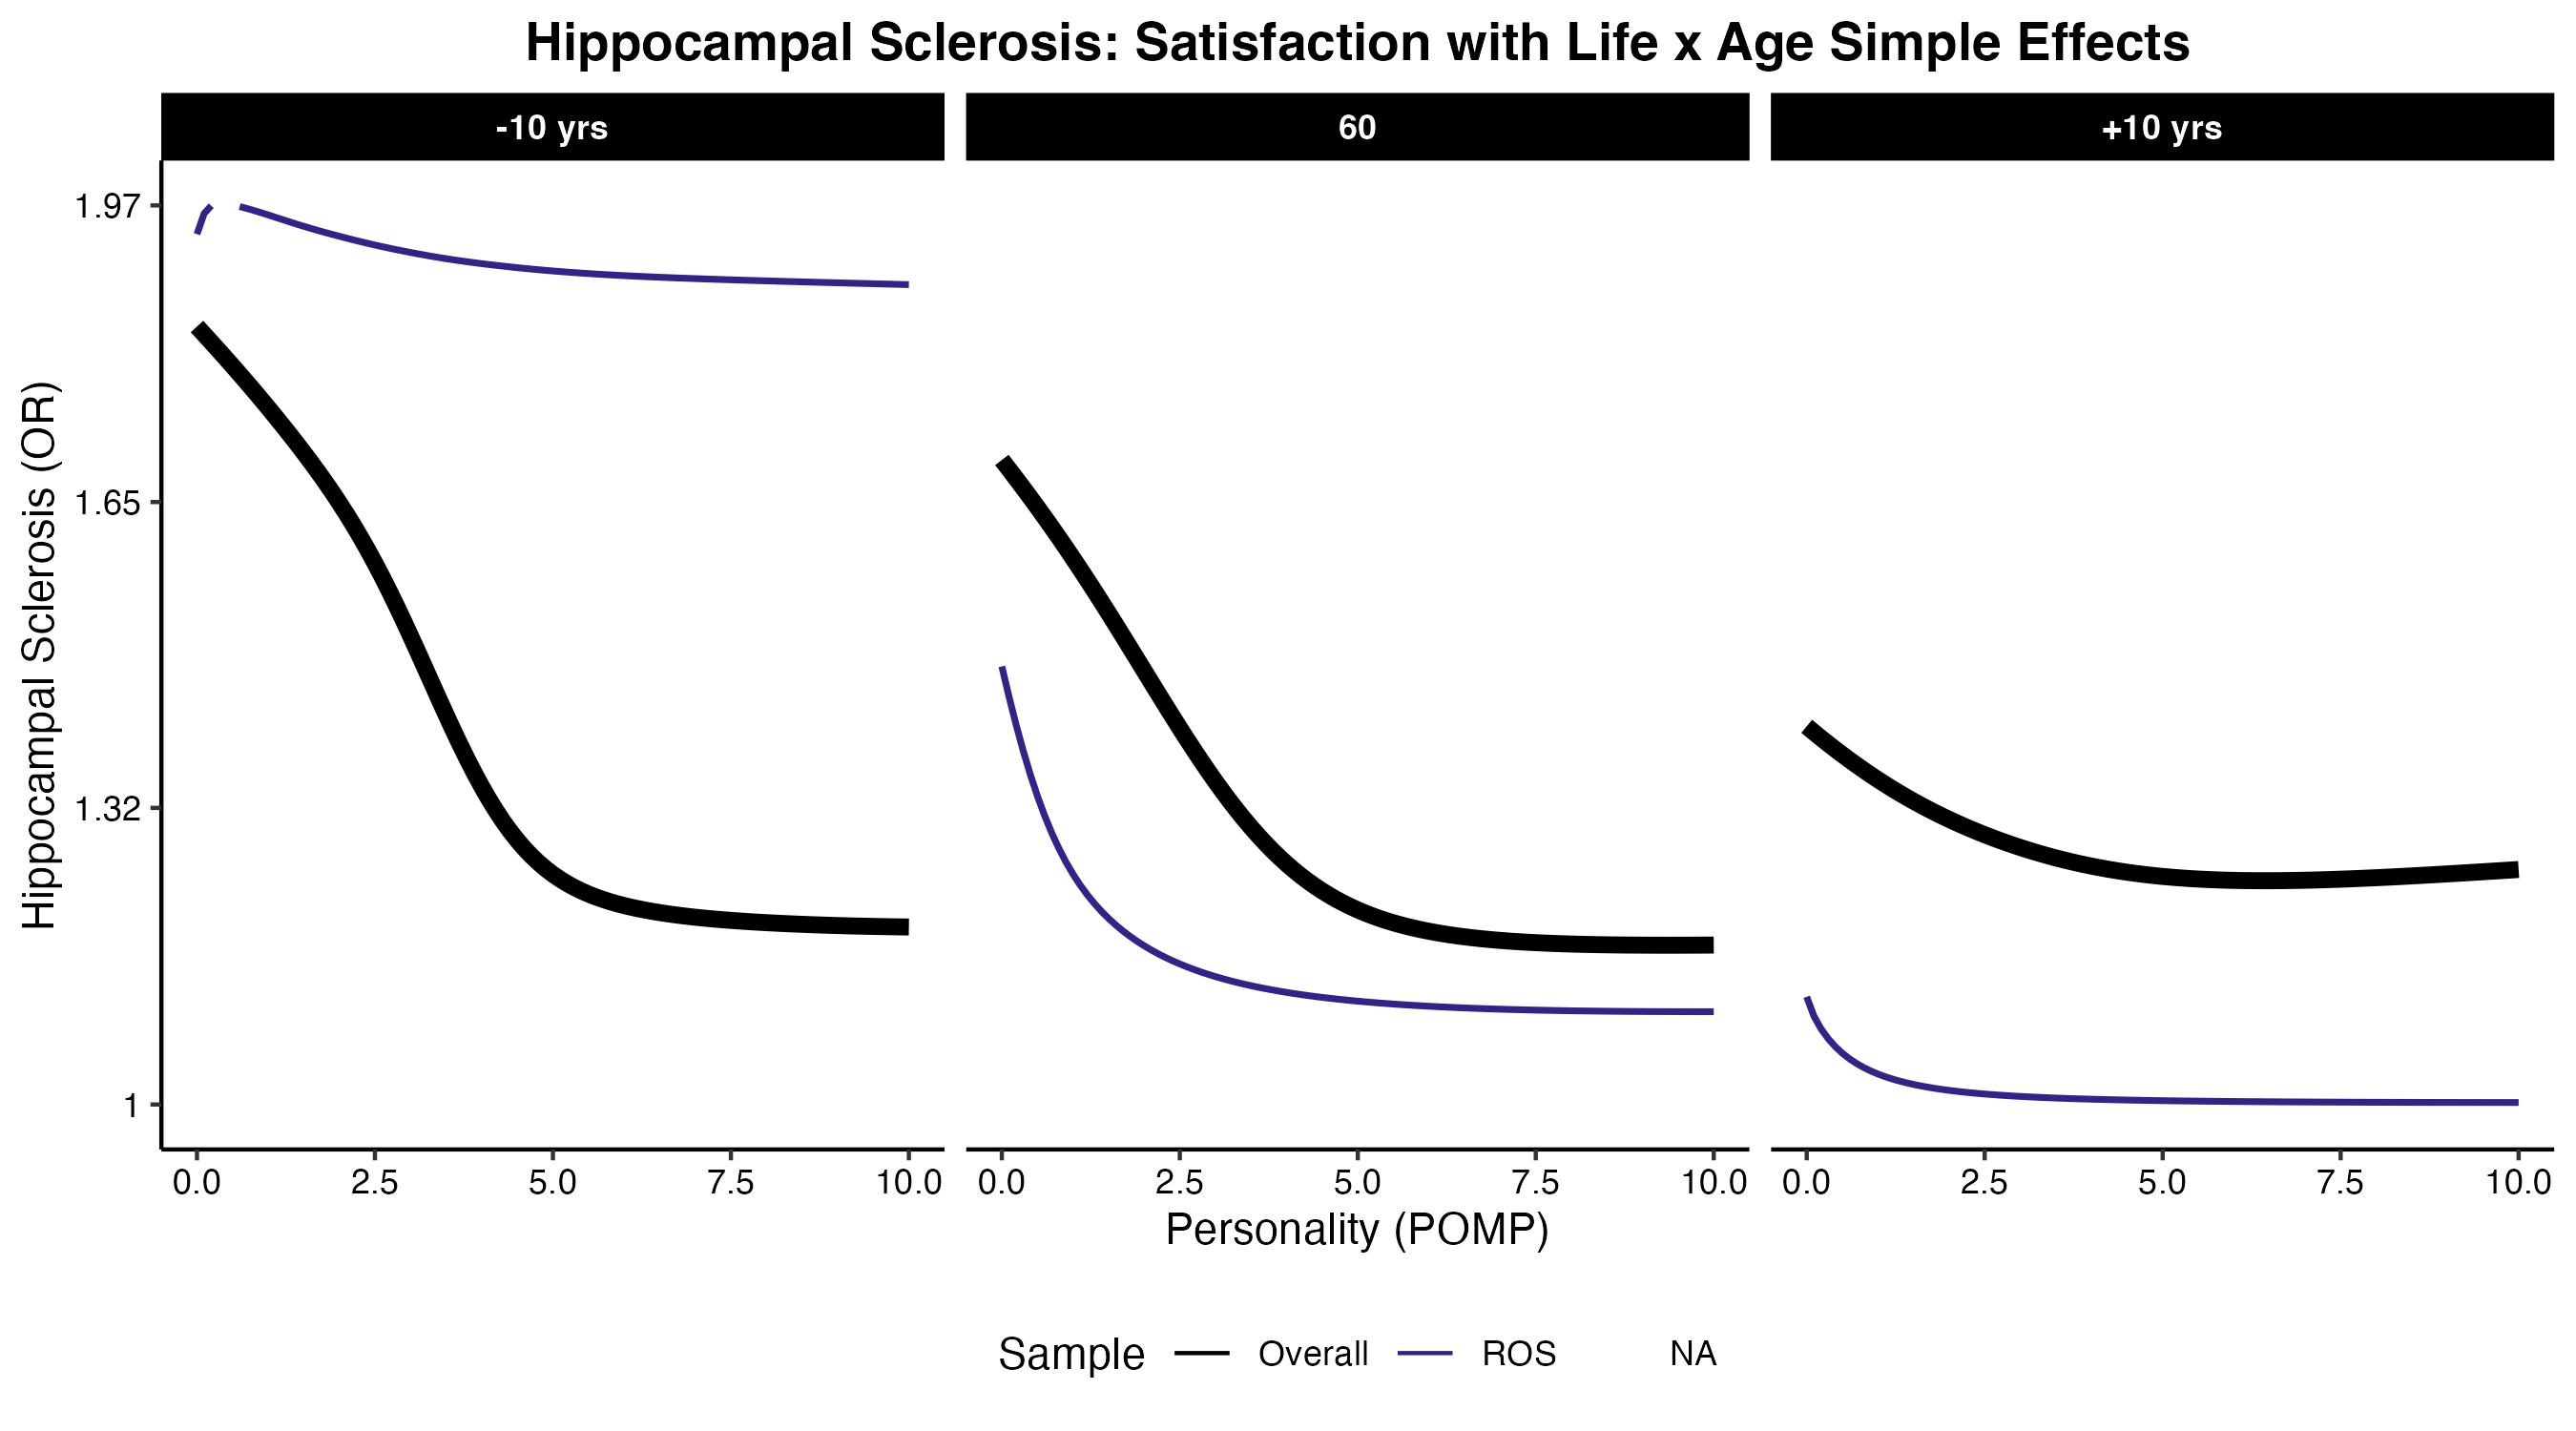 Hippocampal Sclerosis: Satisfaction with Life x Age Simple Effects
-10 yrs
60
+10 yrs
Hippocampal Sclerosis (OR)
1.97
1.65
1.32
1
0.0 2.5 5.0 7.5 10.0
0.0 2.5 5.0 7.5 10.0
0.0 2.5 5.0 7.5 10.0
Personality (POMP)
Sample Overall ROS NA